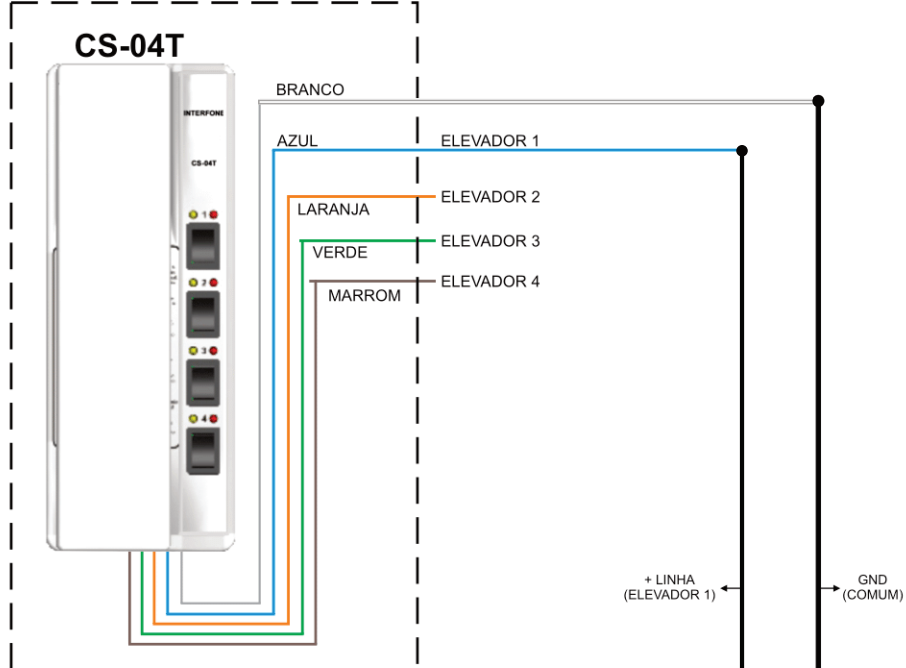 CS-04T
BRANCO
INTERFONE
AZUL
ELEVADOR 1
CS-04T
ELEVADOR 2
LARANJA
1
ELEVADOR 3
VERDE
2
ELEVADOR 4
MARROM
3
4
+ LINHA
(ELEVADOR 1)
GND
(COMUM)